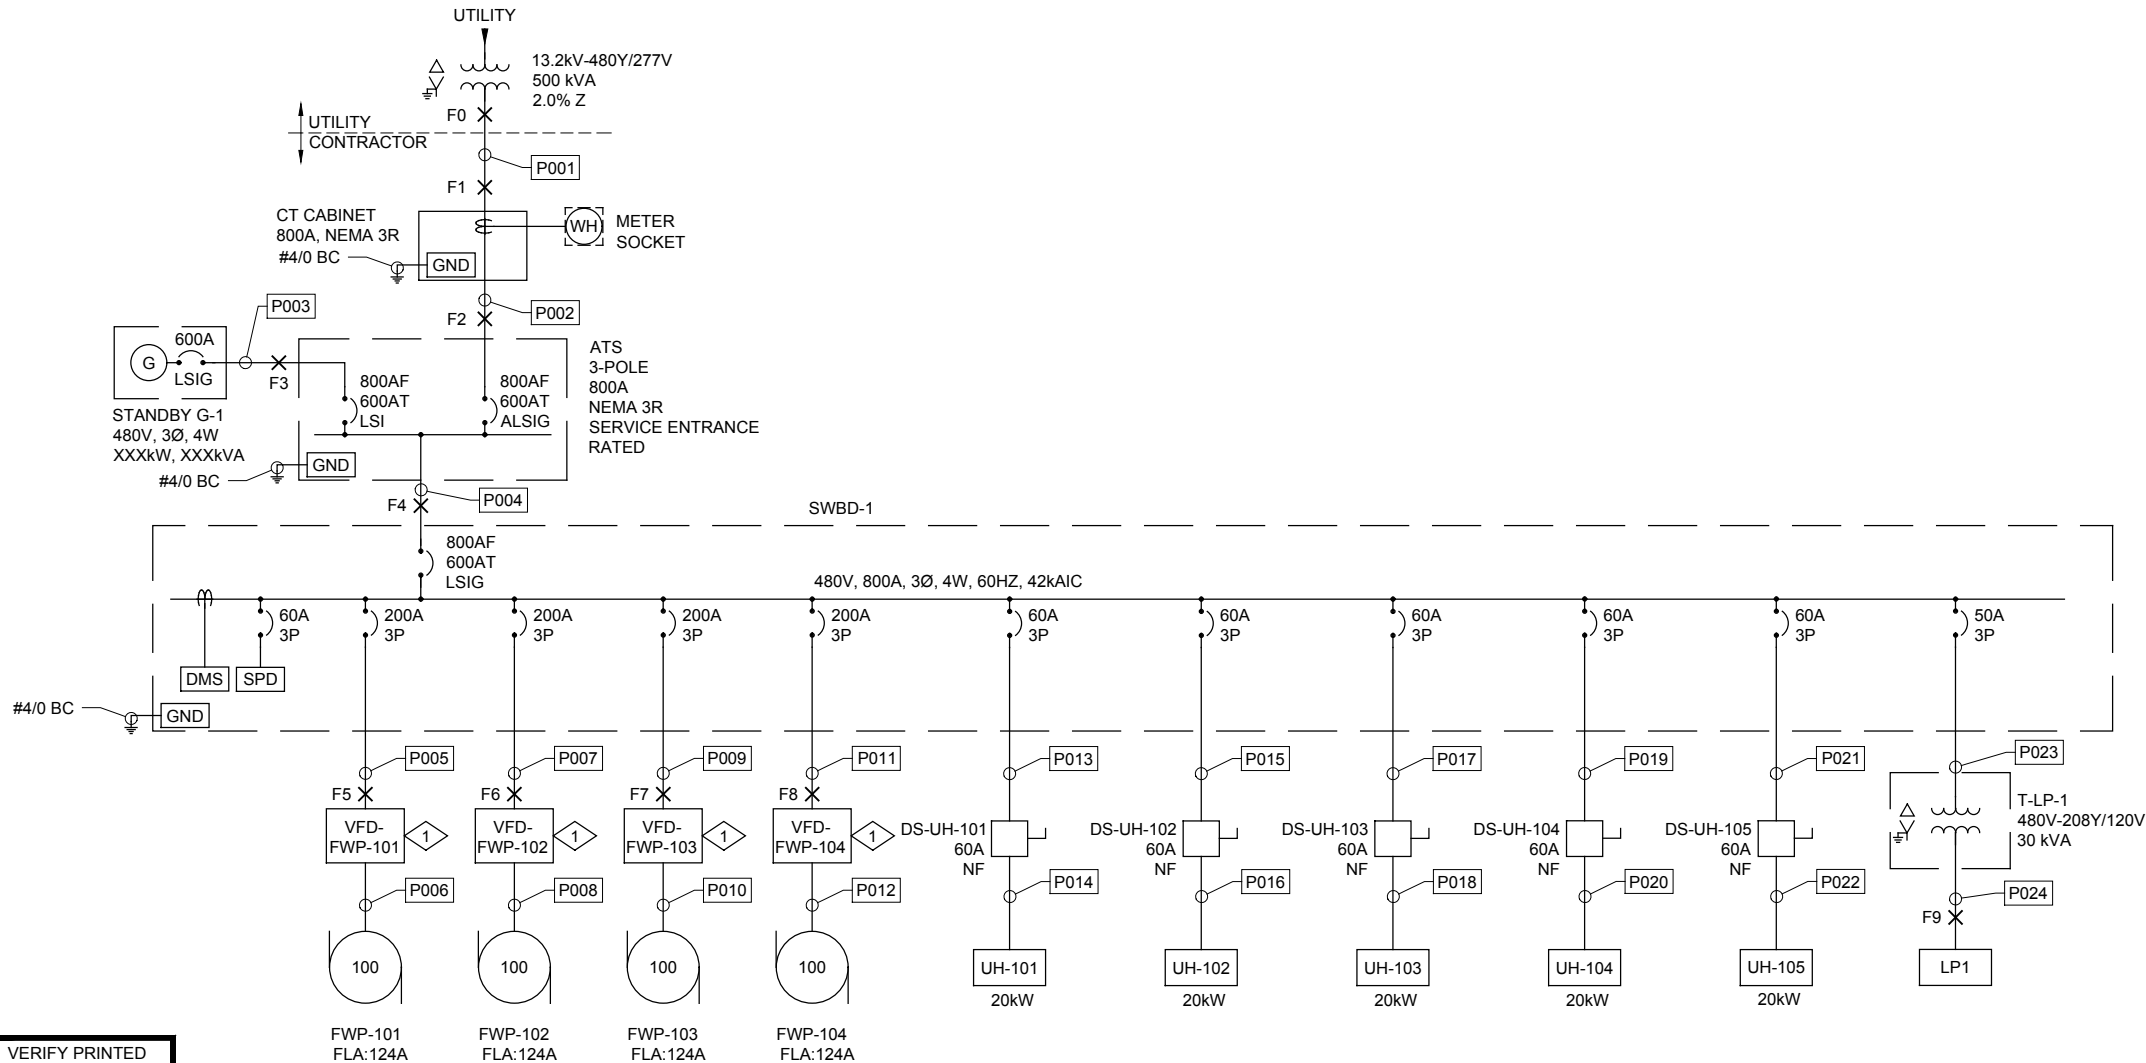 UTILITY
13.2kV-480Y/277V
500 kVA
2.0% Z
F0
UTILITY
CONTRACTOR
P001
F1
CT CABINET
800A, NEMA 3R
#4/0 BC
GND
WH
METER
SOCKET
P002
F2
P003
600A
G
LSIG
F3
STANDBY G-1
480V, 3Ø, 4W
XXXkW, XXXkVA
800AF
600AT
LSI
800AF
600AT
ALSIG
ATS
3-POLE
800A
NEMA 3R
SERVICE ENTRANCE
RATED
GND
#4/0 BC
P004
F4
SWBD-1
800AF
600AT
LSIG
480V, 800A, 3Ø, 4W, 60HZ, 42kAIC
60A
3P
200A
3P
200A
3P
200A
3P
200A
3P
60A
3P
60A
3P
60A
3P
60A
3P
60A
3P
50A
3P
DMS
SPD
#4/0 BC
GND
P005
P007
P009
P011
P013
P015
P017
P019
P021
P023
F5
F6
F7
F8
VFD-
FWP-101
1
VFD-
FWP-102
1
VFD-
FWP-103
1
VFD-
FWP-104
1
DS-UH-101
60A
NF
DS-UH-102
60A
NF
DS-UH-103
60A
NF
DS-UH-104
60A
NF
DS-UH-105
60A
NF
T-LP-1
480V-208Y/120V
30 kVA
P006
P008
P010
P012
P014
P016
P018
P020
P022
P024
F9
100
100
100
100
UH-101
UH-102
UH-103
UH-104
UH-105
LP1
20kW
20kW
20kW
20kW
20kW
FWP-101
FLA:124A
FWP-102
FLA:124A
FWP-103
FLA:124A
FWP-104
FLA:124A
VERIFY PRINTED